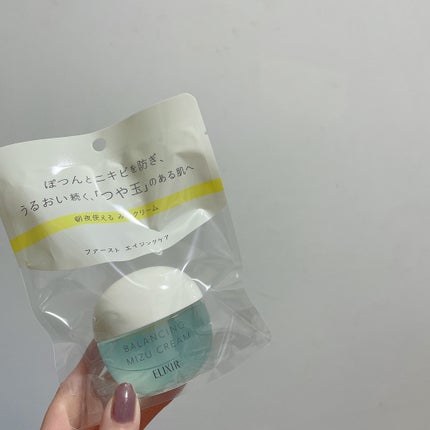 ぽつんとニキビを防ぎ、
うるおい続く、「つや玉」のある肌へ
朝夜使える みずクリーム
ファースト エイジングケア
BALANCING
MIZU CREAM
ELIXIR